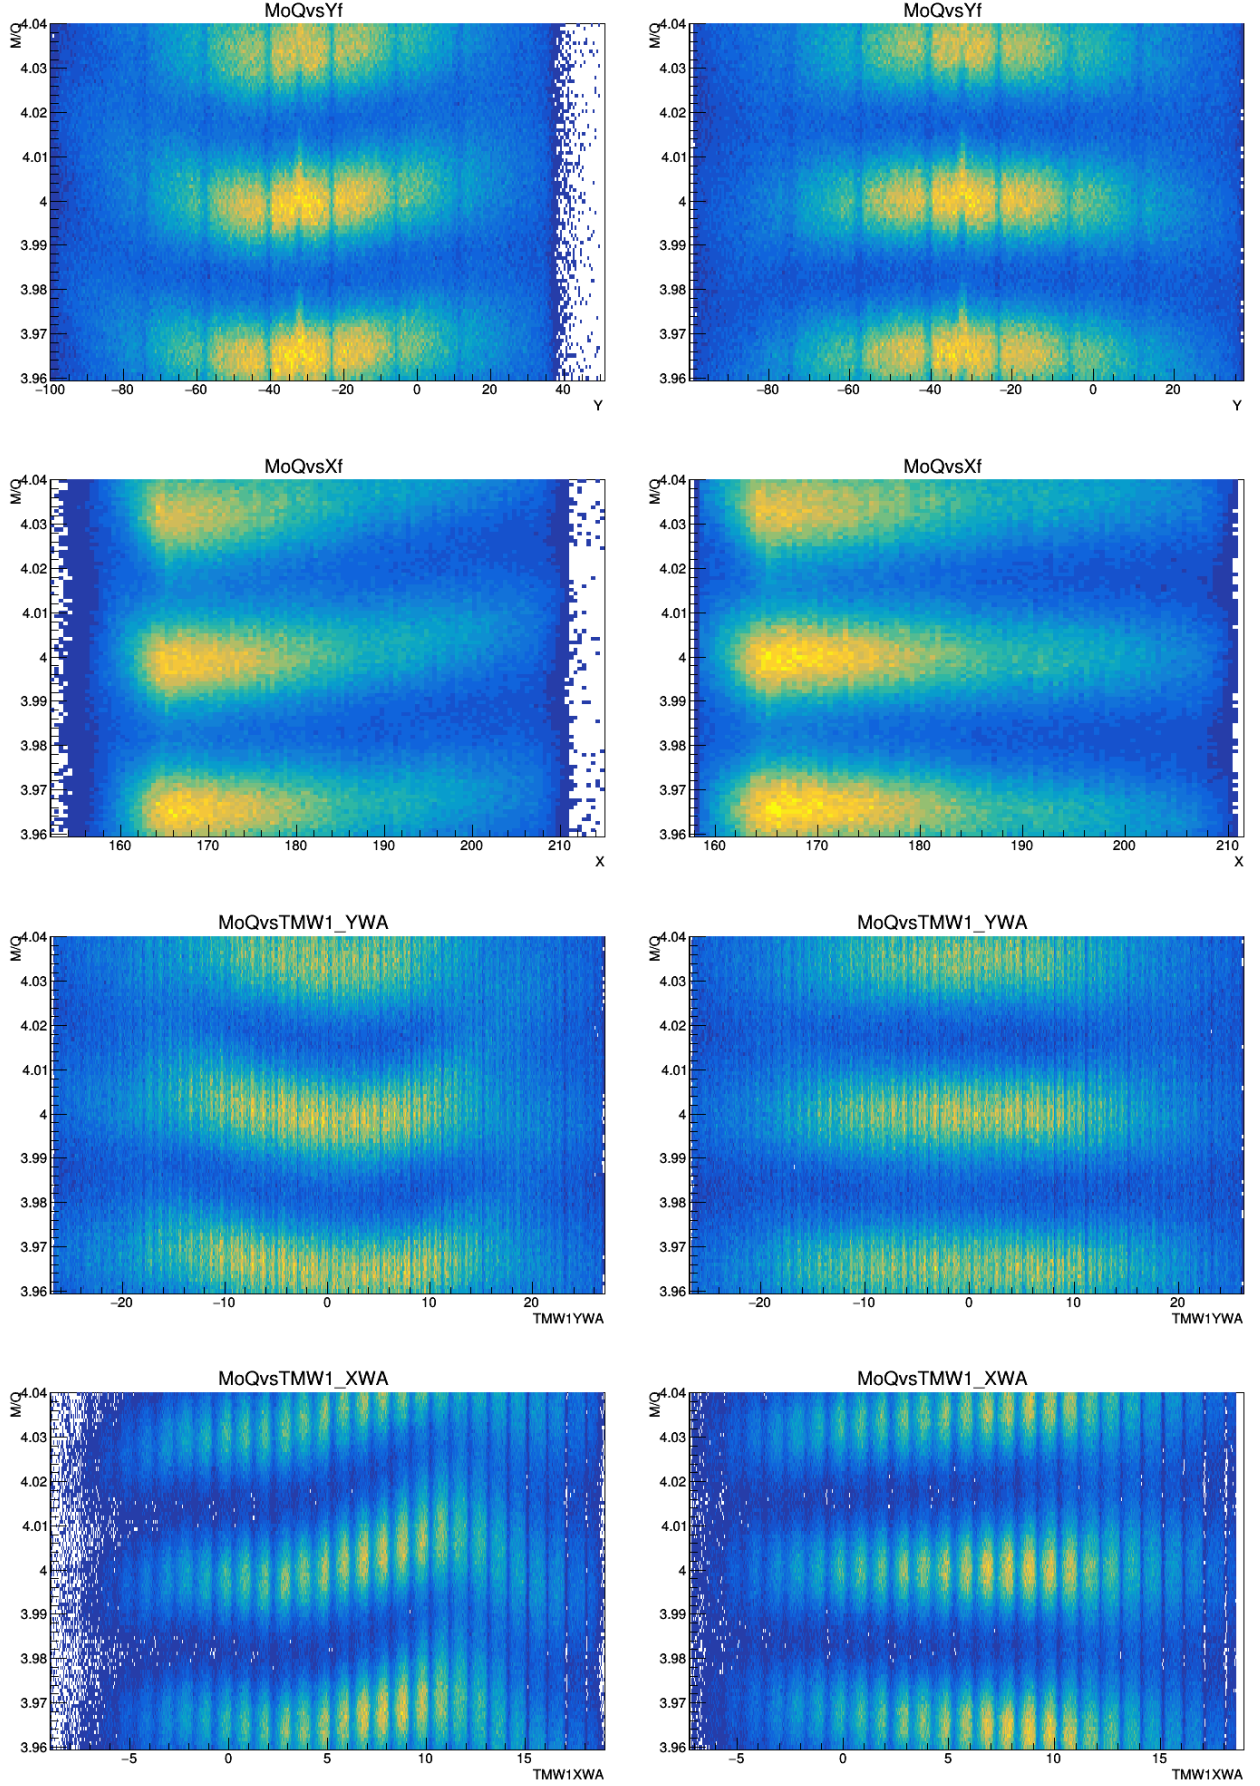 MoQvsYf
M/Q
4.04
4.03
4.02
4.01
4
3.99
3.98
3.97
3.96
−100 −80 −60 −40 −20 0 20 40
Y
MoQvsYf
M/Q
4.04
4.03
4.02
4.01
4
3.99
3.98
3.97
3.96
−80 −60 −40 −20 0 20
Y
MoQvsXf
M/Q
4.04
4.03
4.02
4.01
4
3.99
3.98
3.97
3.96
160 170 180 190 200 210
X
MoQvsXf
M/Q
4.04
4.03
4.02
4.01
4
3.99
3.98
3.97
3.96
160 170 180 190 200 210
X
MoQvsTMW1_YWA
M/Q
4.04
4.03
4.02
4.01
4
3.99
3.98
3.97
3.96
−20 −10 0 10 20
TMW1YWA
MoQvsTMW1_YWA
M/Q
4.04
4.03
4.02
4.01
4
3.99
3.98
3.97
3.96
−20 −10 0 10 20
TMW1YWA
MoQvsTMW1_XWA
M/Q
4.04
4.03
4.02
4.01
4
3.99
3.98
3.97
3.96
−5 0 5 10 15
TMW1XWA
MoQvsTMW1_XWA
M/Q
4.04
4.03
4.02
4.01
4
3.99
3.98
3.97
3.96
−5 0 5 10 15
TMW1XWA